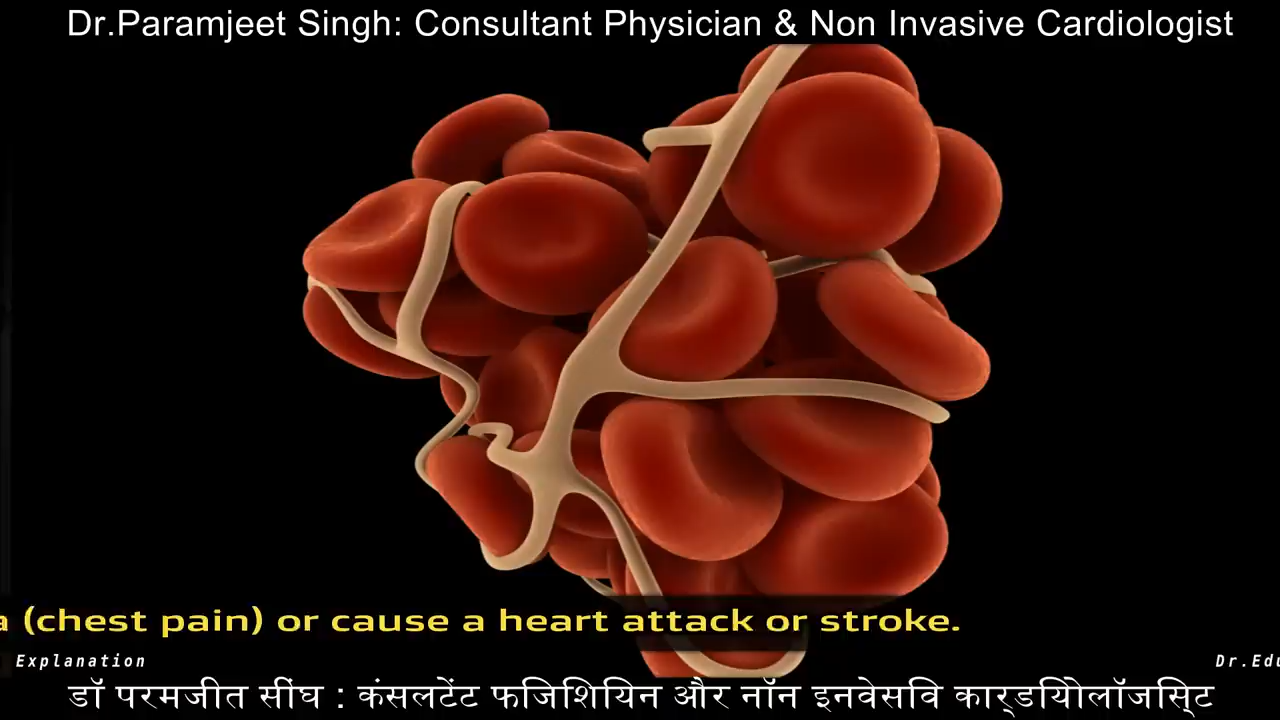 Dr.Paramjeet Singh: Consultant Physician & Non Invasive Cardiologist
(chest pain) or cause a heart attack or stroke.
Explanation
Dr.Edu
डॉ परमजीत सींघ : कंसलटेंट फजिशियिन और नॉन इनवेसवि कार्डयिोलॉजसि्ट